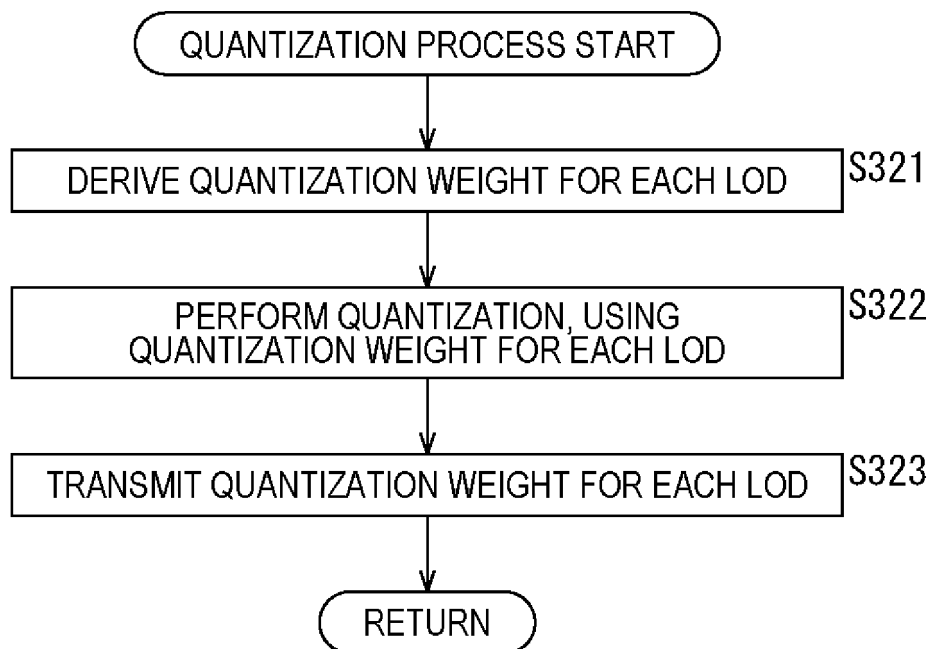 QUANTIZATION PROCESS START
DERIVE QUANTIZATION WEIGHT FOR EACH LOD
S321
PERFORM QUANTIZATION, USING
QUANTIZATION WEIGHT FOR EACH LOD
S322
TRANSMIT QUANTIZATION WEIGHT FOR EACH LOD
S323
RETURN